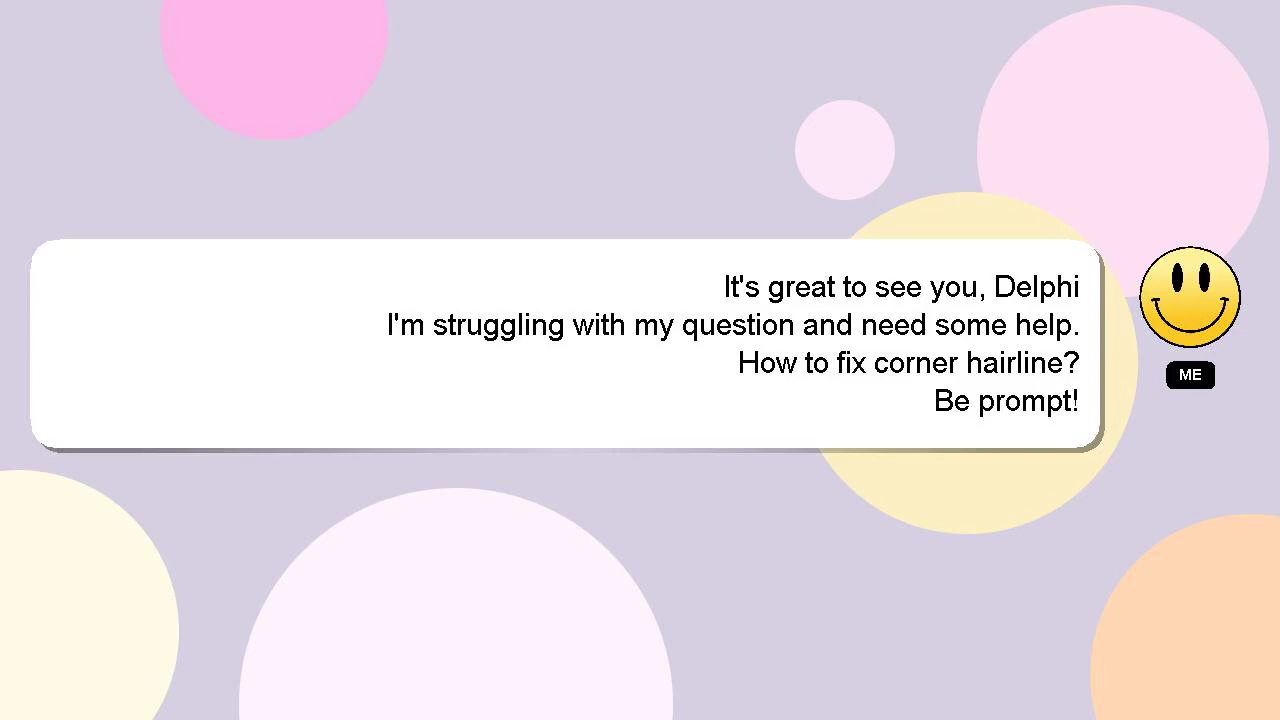 It's great to see you, Delphi
I'm struggling with my question and need some help.
How to fix corner hairline?
Be prompt!
ME